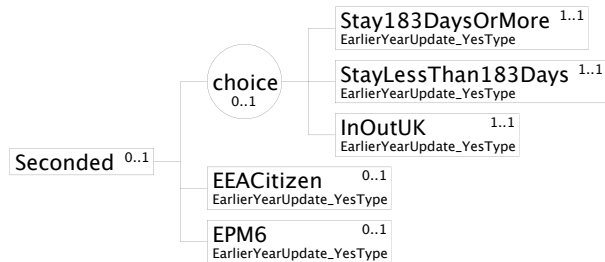 Stay183DaysOrMore 1..1
EarlierYearUpdate_YesType
choice
0..1
StayLessThan183Days 1..1
EarlierYearUpdate_YesType
InOutUK 1..1
EarlierYearUpdate_YesType
Seconded 0..1
EEACitizen 0..1
EarlierYearUpdate_YesType
EPM6 0..1
EarlierYearUpdate_YesType